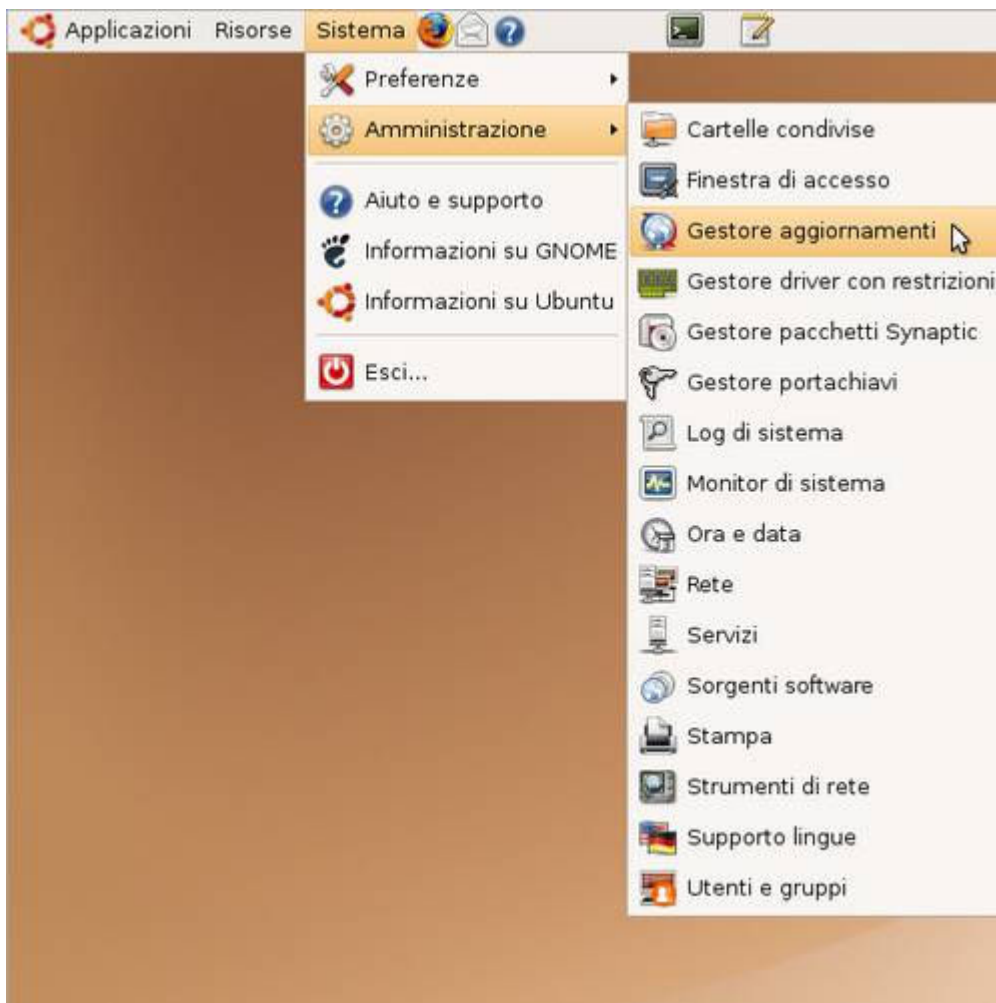 Applicazioni Risorse Sistema
Preferenze
Amministrazione
Aiuto e supporto
Informazioni su GNOME
Informazioni su Ubuntu
Esci...
Cartelle condivise
Finestra di accesso
Gestore aggiornamenti
Gestore driver con restrizioni
Gestore pacchetti Synaptic
Gestore portachiavi
Log di sistema
Monitor di sistema
Ora e data
Rete
Servizi
Sorgenti software
Stampa
Strumenti di rete
Supporto lingue
Utenti e gruppi